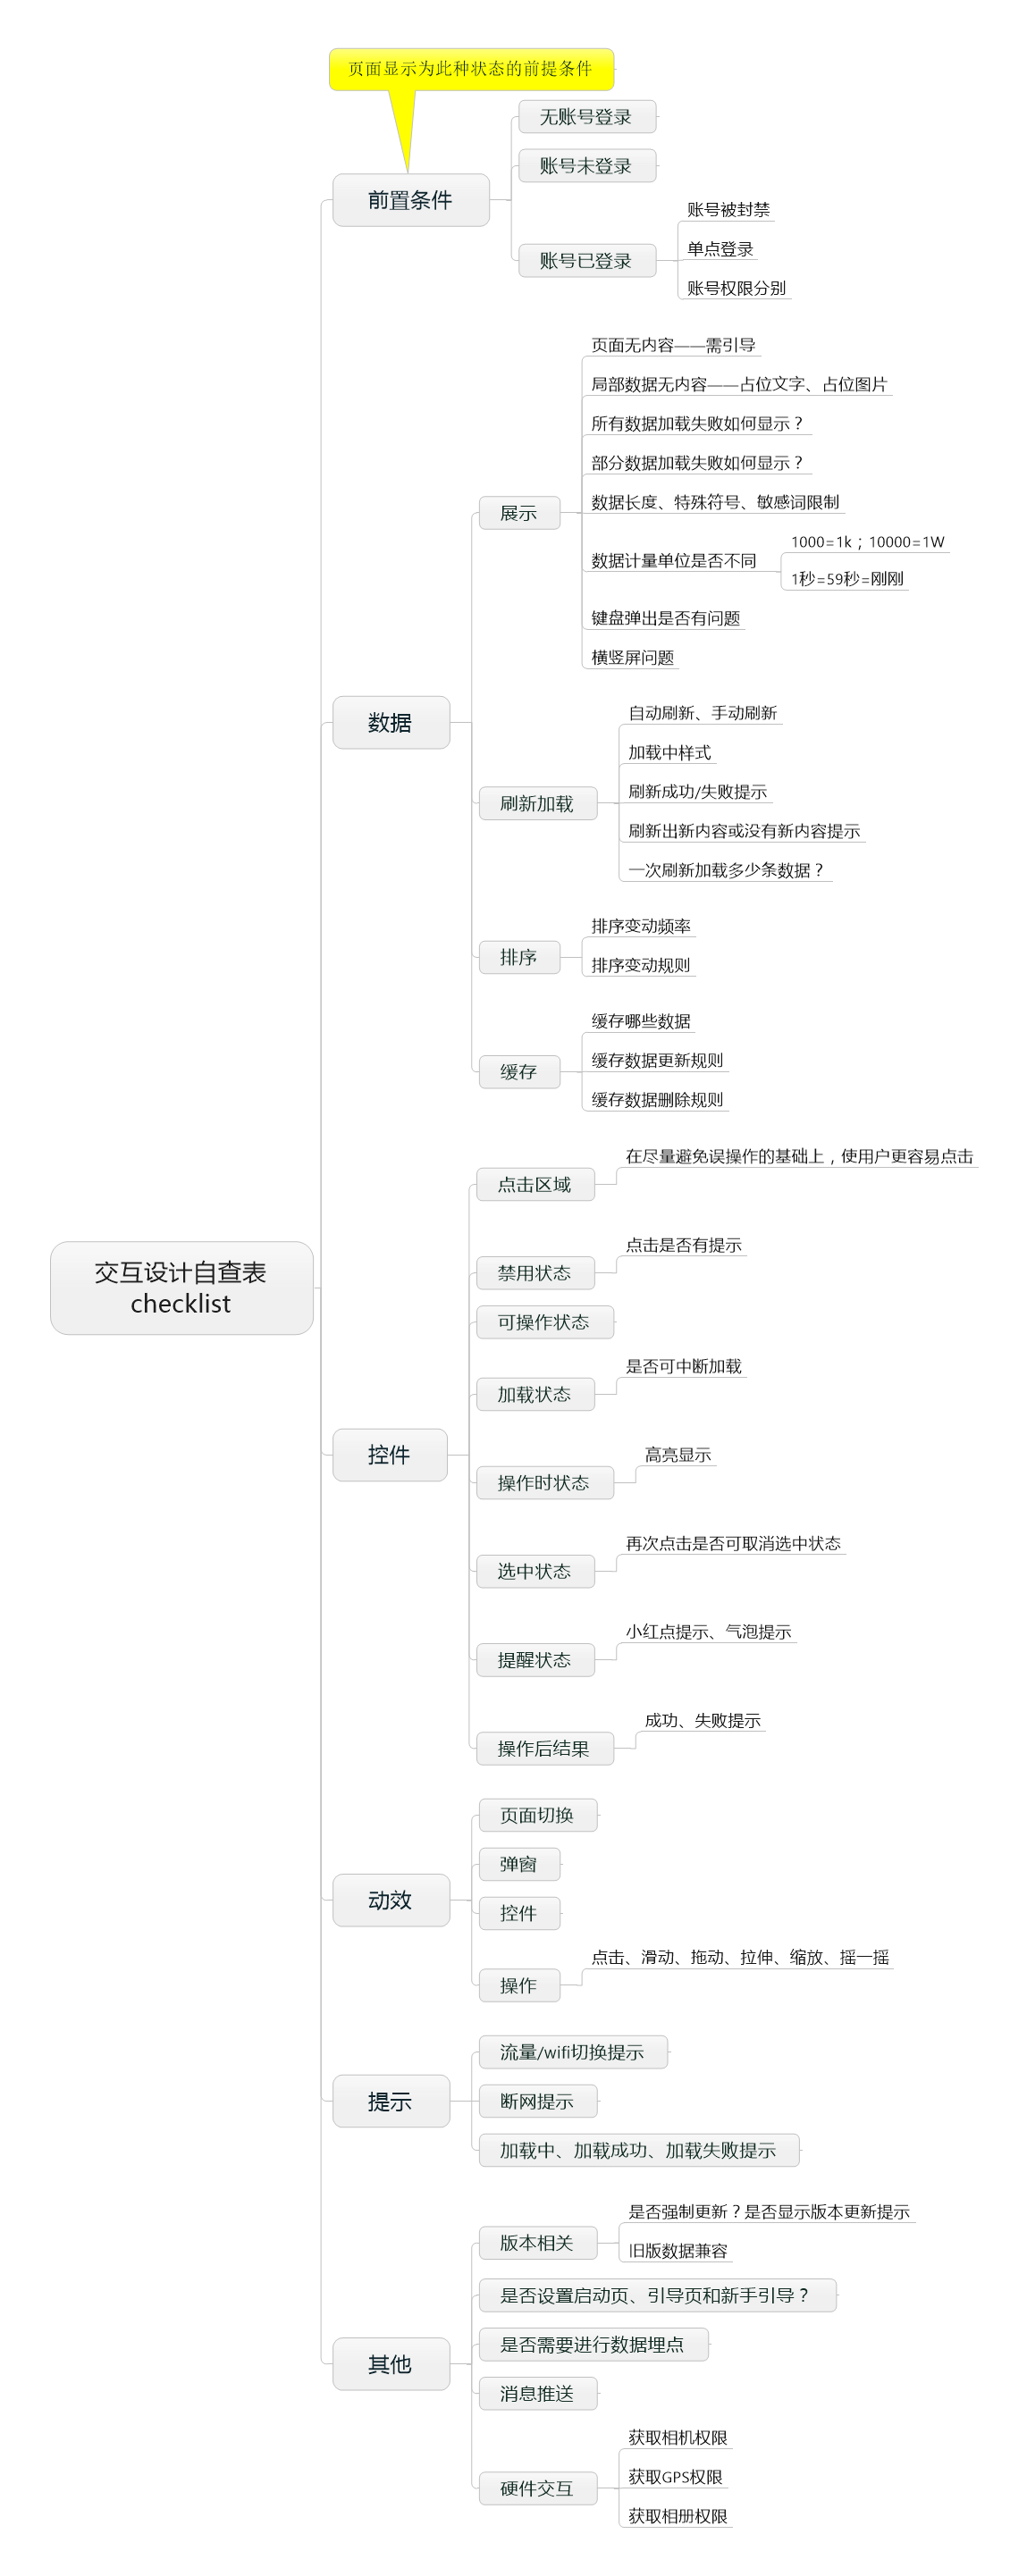 页面显示为此种状态的前提条件
无账号登录
账号未登录
前置条件
账号被封禁
单点登录
账号已登录
账号权限分别
页面无内容——需引导
局部数据无内容——占位文字、占位图片
所有数据加载失败如何显示？
部分数据加载失败如何显示？
数据长度、特殊符号、敏感词限制
展示
1000=1k；10000=1W
数据计量单位是否不同
1秒=59秒=刚刚
键盘弹出是否有问题
横竖屏问题
数据
自动刷新、手动刷新
加载中样式
刷新成功/失败提示
刷新加载
刷新出新内容或没有新内容提示
一次刷新加载多少条数据？
排序变动频率
排序
排序变动规则
缓存哪些数据
缓存数据更新规则
缓存
缓存数据删除规则
在尽量避免误操作的基础上，使用户更容易点击
点击区域
点击是否有提示
禁用状态
交互设计自查表
checklist
可操作状态
是否可中断加载
加载状态
控件
高亮显示
操作时状态
再次点击是否可取消选中状态
选中状态
小红点提示、气泡提示
提醒状态
成功、失败提示
操作后结果
页面切换
弹窗
动效
控件
点击、滑动、拖动、拉伸、缩放、摇一摇
操作
流量/wifi切换提示
提示
断网提示
加载中、加载成功、加载失败提示
是否强制更新？是否显示版本更新提示
版本相关
旧版数据兼容
是否设置启动页、引导页和新手引导？
是否需要进行数据埋点
其他
消息推送
获取相机权限
获取GPS权限
硬件交互
获取相册权限